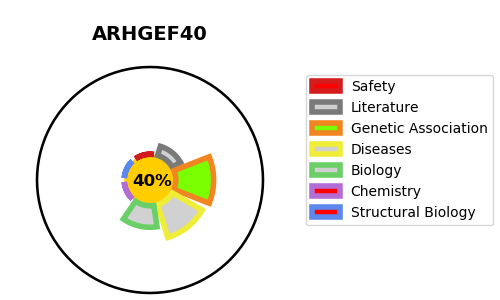 ARHGEF40
40%
Safety
Literature
Genetic Association
Diseases
Biology
Chemistry
Structural Biology